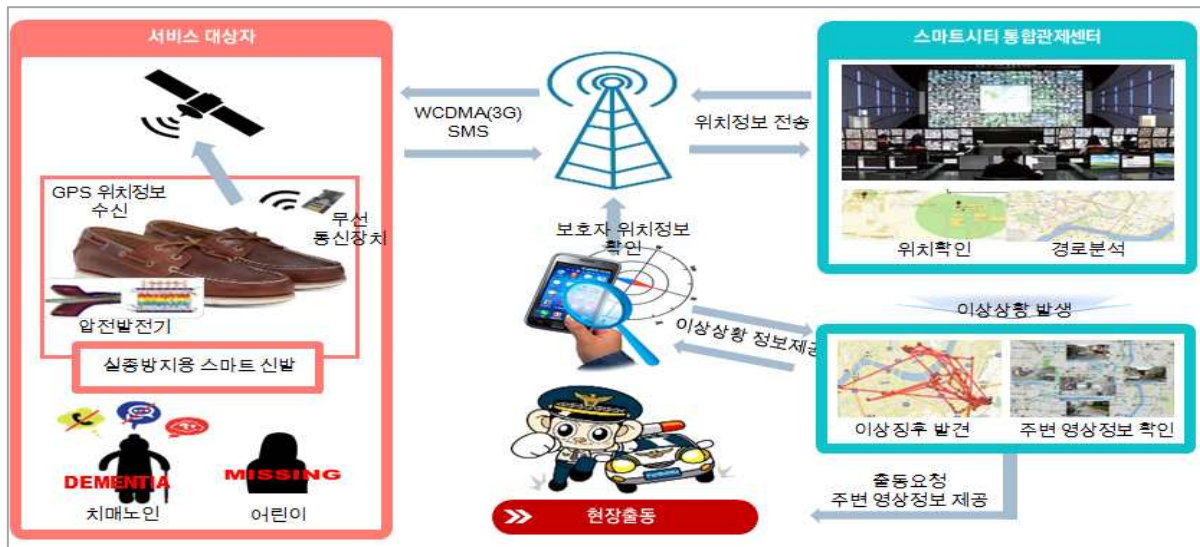 서비스 대상자
스마트시티 통합관제센터
WCDMA(3G)
SMS
위치정보 전송
GPS 위치정보
수신
무선
통신장치
압전발전기
실종방지용 스마트 신발
DEMENTIA
치매노인
MISSING
어린이
보호자 위치정보
확인
위치확인
경로분석
이상상황 발생
이상상황 정보제공
이상징후 발견
주변 영상정보 확인
출동요청
주변 영상정보 제공
현장출동